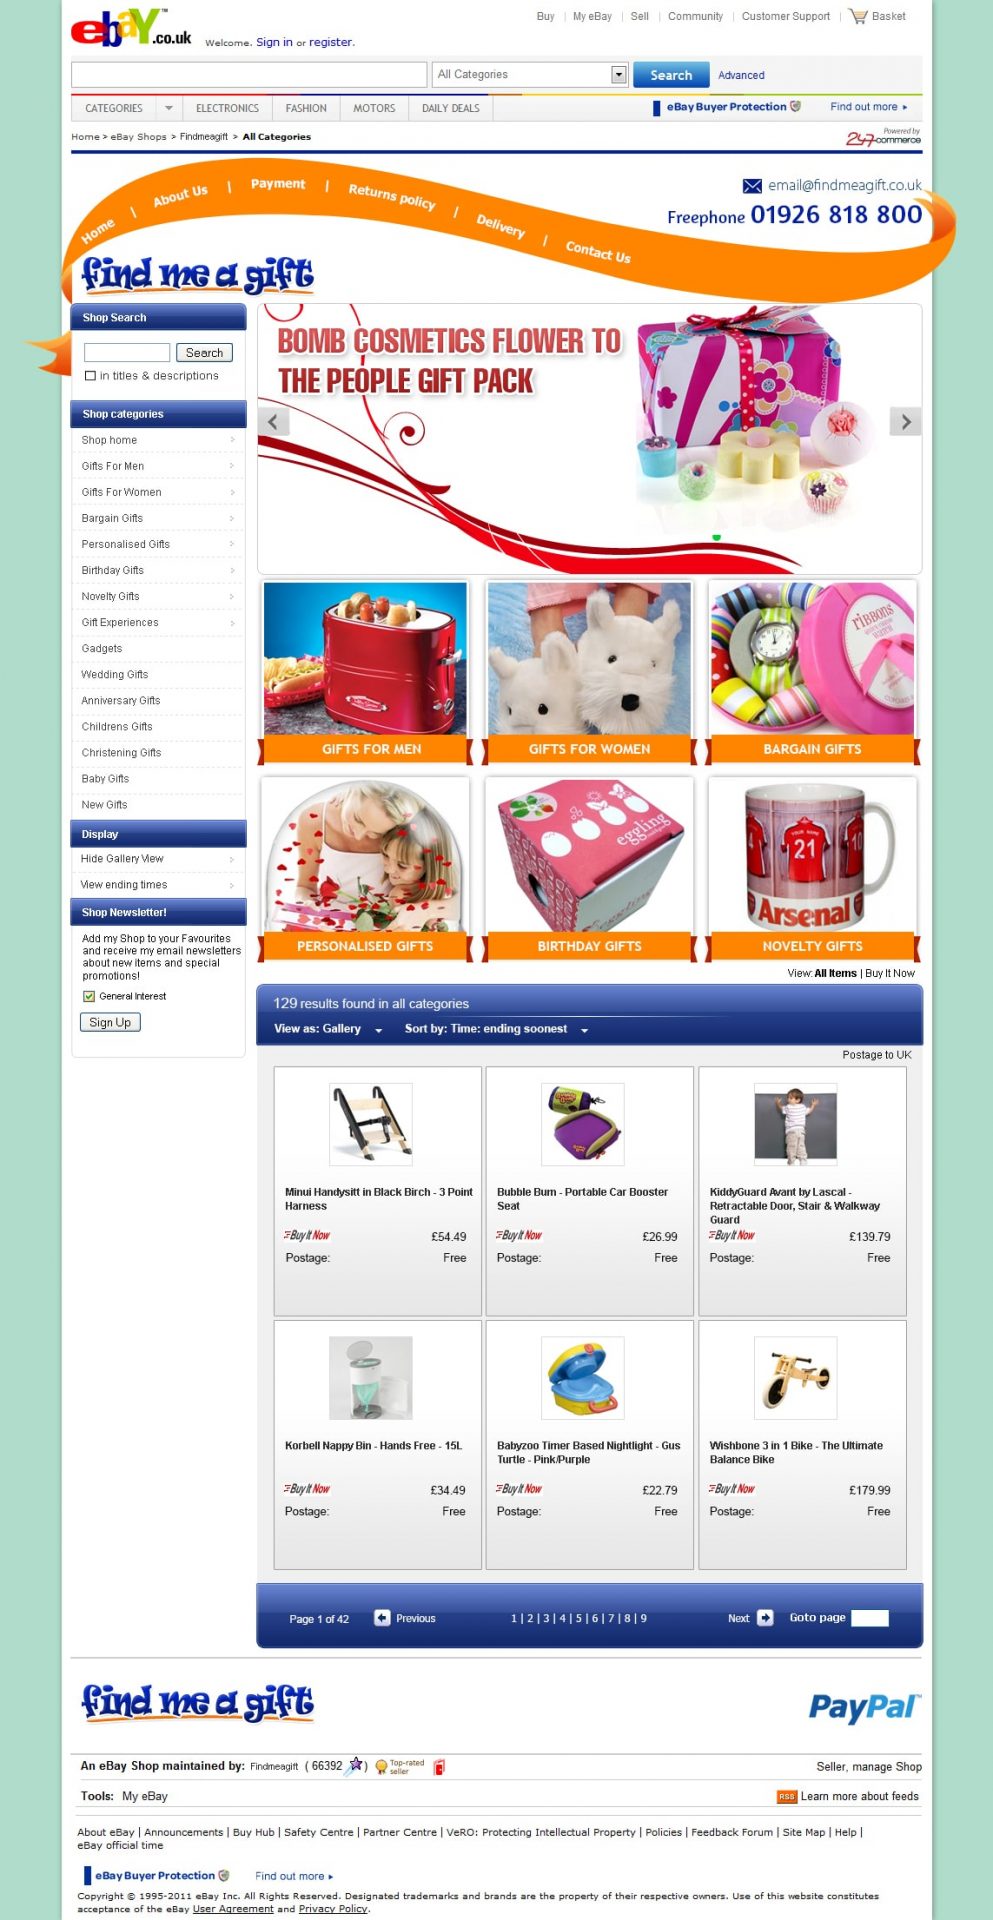 Buy | My eBay | Sell | Community | Customer Support | Basket
ebay.co.uk
Welcome. Sign in or register.
All Categories
Search
Advanced
CATEGORIES ELECTRONICS FASHION MOTORS DAILY DEALS
eBay Buyer Protection Find out more
Home > eBay Shops > Findmeagift > All Categories
Powered by
247 commerce
Home | About Us | Payment | Returns policy | Delivery | Contact Us
email@findmeagift.co.uk
Freephone 01926 818 800
find me a gift
Shop Search
Search
in titles & descriptions
Shop categories
Shop home
Gifts For Men
Gifts For Women
Bargain Gifts
Personalised Gifts
Birthday Gifts
Novelty Gifts
Gift Experiences
Gadgets
Wedding Gifts
Anniversary Gifts
Childrens Gifts
Christening Gifts
Baby Gifts
New Gifts
Display
Hide Gallery View
View ending times
Shop Newsletter!
Add my Shop to your Favourites
and receive my email newsletters
about new items and special
promotions!
General Interest
Sign Up
BOMB COSMETICS FLOWER TO
THE PEOPLE GIFT PACK
RIBBONS
GIFTS FOR MEN
GIFTS FOR WOMEN
BARGAIN GIFTS
eggling
YOUR NAME
21
10
Arsenal
PERSONALISED GIFTS
BIRTHDAY GIFTS
NOVELTY GIFTS
View: All Items | Buy It Now
129 results found in all categories
View as: Gallery Sort by: Time: ending soonest
Postage to UK
Minui Handysitt in Black Birch - 3 Point
Harness
Buy It Now £54.49
Postage: Free
Bubble Bum - Portable Car Booster
Seat
Buy It Now £26.99
Postage: Free
KiddyGuard Avant by Lascal -
Retractable Door, Stair & Walkway
Guard
Buy It Now £139.79
Postage: Free
Korbell Nappy Bin - Hands Free - 15L
Buy It Now £34.49
Postage: Free
Babyzoo Timer Based Nightlight - Gus
Turtle - Pink/Purple
Buy It Now £22.79
Postage: Free
Wishbone 3 in 1 Bike - The Ultimate
Balance Bike
Buy It Now £179.99
Postage: Free
Page 1 of 42 Previous 1 | 2 | 3 | 4 | 5 | 6 | 7 | 8 | 9 Next Goto page
find me a gift
PayPal
An eBay Shop maintained by: Findmeagift ( 66392 ) Top-rated seller
Seller, manage Shop
Tools: My eBay
RSS Learn more about feeds
About eBay | Announcements | Buy Hub | Safety Centre | Partner Centre | VeRO: Protecting Intellectual Property | Policies | Feedback Forum | Site Map | Help |
eBay official time
eBay Buyer Protection Find out more
Copyright © 1995-2011 eBay Inc. All Rights Reserved. Designated trademarks and brands are the property of their respective owners. Use of this website constitutes
acceptance of the eBay User Agreement and Privacy Policy.